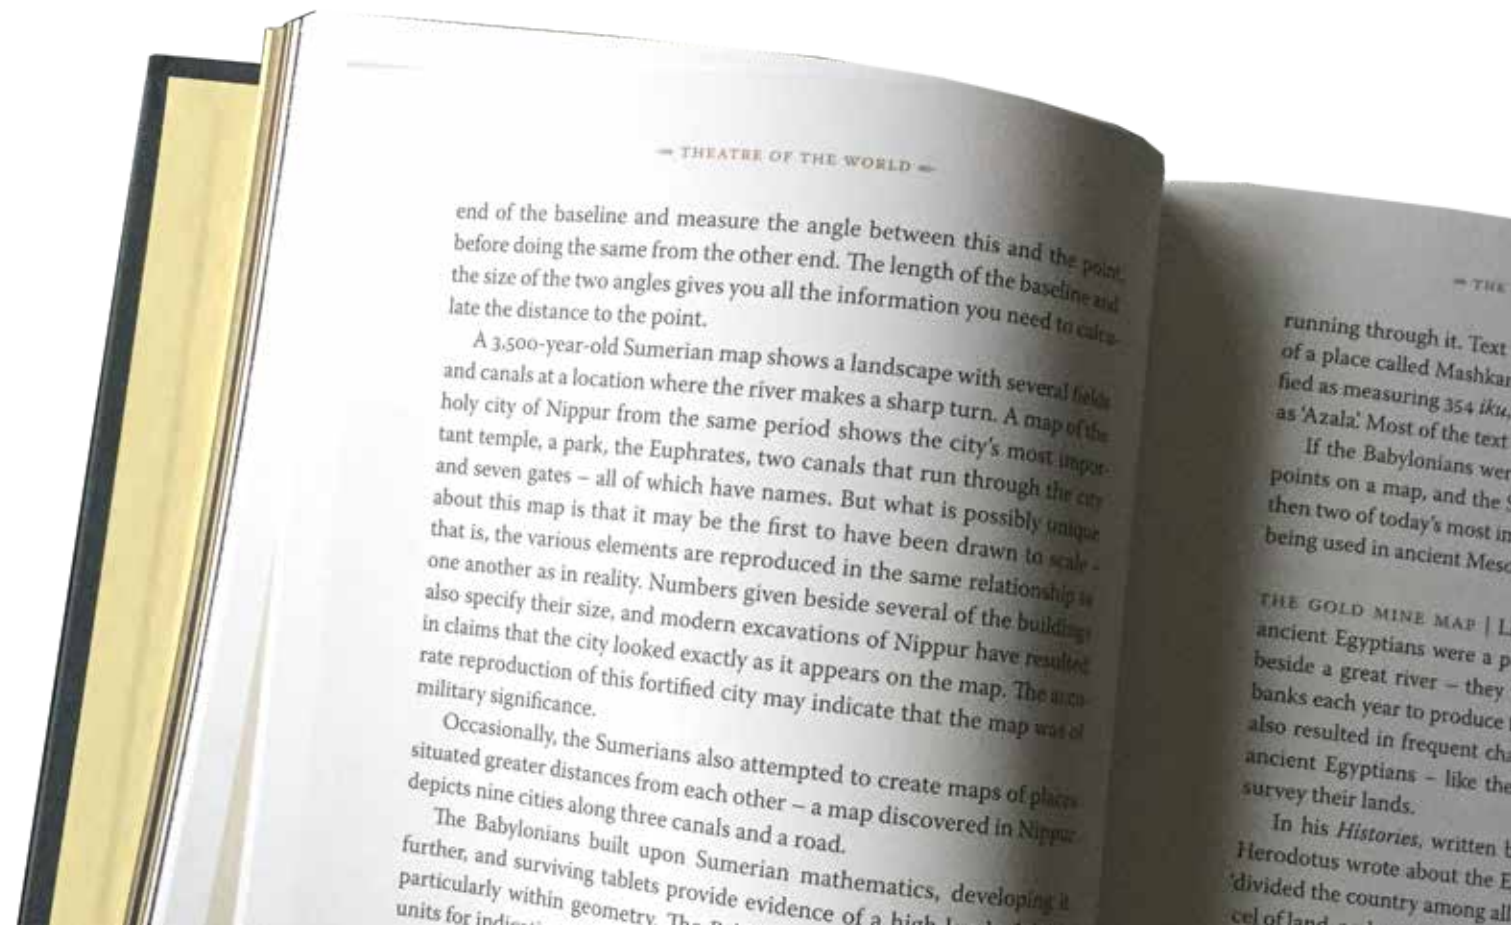 THEATRE OF THE WORLD
end of the baseline and measure the angle between this and the point,
before doing the same from the other end. The length of the baseline and
the size of the two angles gives you all the information you need to calcu-
late the distance to the point.
A 3,500-year-old Sumerian map shows a landscape with several fields
and canals at a location where the river makes a sharp turn. A map of the
holy city of Nippur from the same period shows the city's most impor-
tant temple, a park, the Euphrates, two canals that run through the city
and seven gates – all of which have names. But what is possibly unique
about this map is that it may be the first to have been drawn to scale –
that is, the various elements are reproduced in the same relationship to
one another as in reality. Numbers given beside several of the buildings
also specify their size, and modern excavations of Nippur have resulted
in claims that the city looked exactly as it appears on the map. The accu-
rate reproduction of this fortified city may indicate that the map was of
military significance.
Occasionally, the Sumerians also attempted to create maps of places
situated greater distances from each other – a map discovered in Nippur
depicts nine cities along three canals and a road.
The Babylonians built upon Sumerian mathematics, developing it
further, and surviving tablets provide evidence of a high
particularly within geometry. The
units for
THE
running through it. Text
of a place called Mashkan
fied as measuring 354 iku,
as 'Azala'. Most of the text
If the Babylonians wer
points on a map, and the S
then two of today's most in
being used in ancient Meso
THE GOLD MINE MAP | L
ancient Egyptians were a p
beside a great river – they
banks each year to produce
also resulted in frequent cha
ancient Egyptians – like the
survey their lands.
In his Histories, written b
Herodotus wrote about the E
'divided the country among all
cel of land